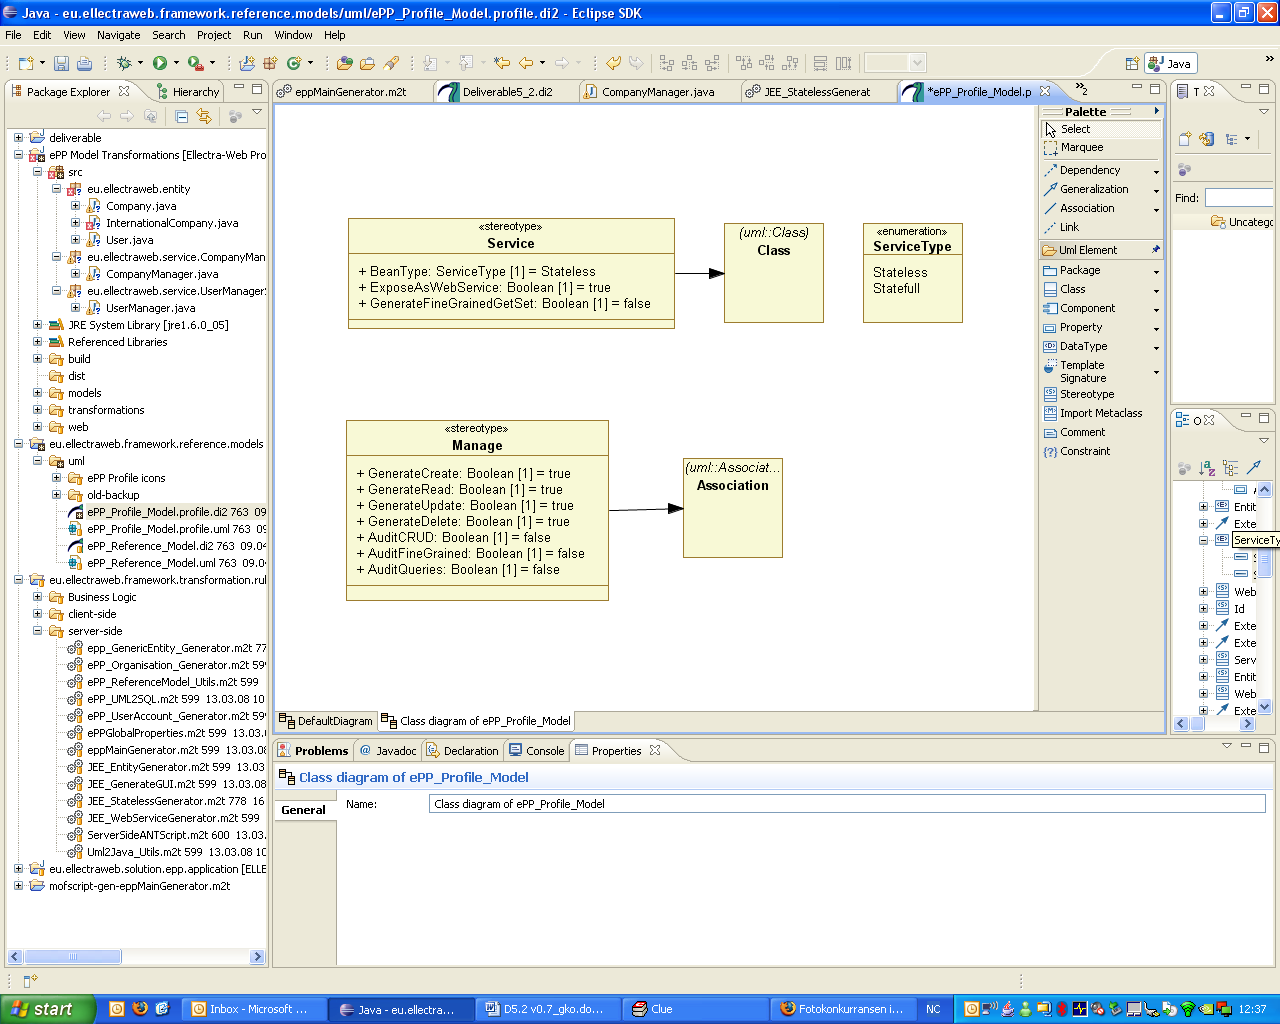 Java - eu.ellectraweb.framework.reference.models/uml/ePP_Profile_Model.profile.di2 - Eclipse SDK
File Edit View Navigate Search Project Run Window Help
Java
Package Explorer
Hierarchy
deliverable
ePP Model Transformations [Ellectra-Web Pro
src
eu.ellectraweb.entity
Company.java
InternationalCompany.java
User.java
eu.ellectraweb.service.CompanyMan
CompanyManager.java
eu.ellectraweb.service.UserManagerS
UserManager.java
JRE System Library [jre1.6.0_05]
Referenced Libraries
build
dist
models
transformations
web
eu.ellectraweb.framework.reference.models
uml
ePP Profile icons
old-backup
ePP_Profile_Model.profile.di2 763 09
ePP_Profile_Model.profile.uml 763 09
ePP_Reference_Model.di2 763 09.04
ePP_Reference_Model.uml 763 09.0
eu.ellectraweb.framework.transformation.rul
Business Logic
client-side
server-side
epp_GenericEntity_Generator.m2t 77
ePP_Organisation_Generator.m2t 599
ePP_ReferenceModel_Utils.m2t 599
ePP_UML2SQL.m2t 599 13.03.08 10
ePP_UserAccount_Generator.m2t 599
ePPGlobalProperties.m2t 599 13.03.0
eppMainGenerator.m2t 599 13.03.08
JEE_EntityGenerator.m2t 599 13.03
JEE_GenerateGUI.m2t 599 13.03.08
JEE_StatelessGenerator.m2t 778 16
JEE_WebServiceGenerator.m2t 599
ServerSideANTScript.m2t 600 13.03.
Uml2Java_Utils.m2t 599 13.03.08 10
eu.ellectraweb.solution.epp.application [ELLE
mofscript-gen-eppMainGenerator.m2t
eppMainGenerator.m2t
Deliverable5_2.di2
CompanyManager.java
JEE_StatelessGenerat
*ePP_Profile_Model.p
»2
«stereotype»
Service
+ BeanType: ServiceType [1] = Stateless
+ ExposeAsWebService: Boolean [1] = true
+ GenerateFineGrainedGetSet: Boolean [1] = false
(uml::Class)
Class
«enumeration»
ServiceType
Stateless
Statefull
«stereotype»
Manage
+ GenerateCreate: Boolean [1] = true
+ GenerateRead: Boolean [1] = true
+ GenerateUpdate: Boolean [1] = true
+ GenerateDelete: Boolean [1] = true
+ AuditCRUD: Boolean [1] = false
+ AuditFineGrained: Boolean [1] = false
+ AuditQueries: Boolean [1] = false
(uml::Associat...
Association
DefaultDiagram
Class diagram of ePP_Profile_Model
Palette
Select
Marquee
Dependency
Generalization
Association
Link
Uml Element
Package
Class
Component
Property
DataType
Template
Signature
Stereotype
Import Metaclass
Comment
Constraint
T
Find:
Uncatego
O
Entit
Exte
ServiceTy
Web
Id
Exte
Exte
Serv
Entit
Web
Exte
Problems
@ Javadoc
Declaration
Console
Properties
Class diagram of ePP_Profile_Model
General
Name:
Class diagram of ePP_Profile_Model
start
Inbox - Microsoft ...
Java - eu.ellectra...
D5.2 v0.7_gko.do...
Clue
Fotokonkurransen i...
NC
12:37